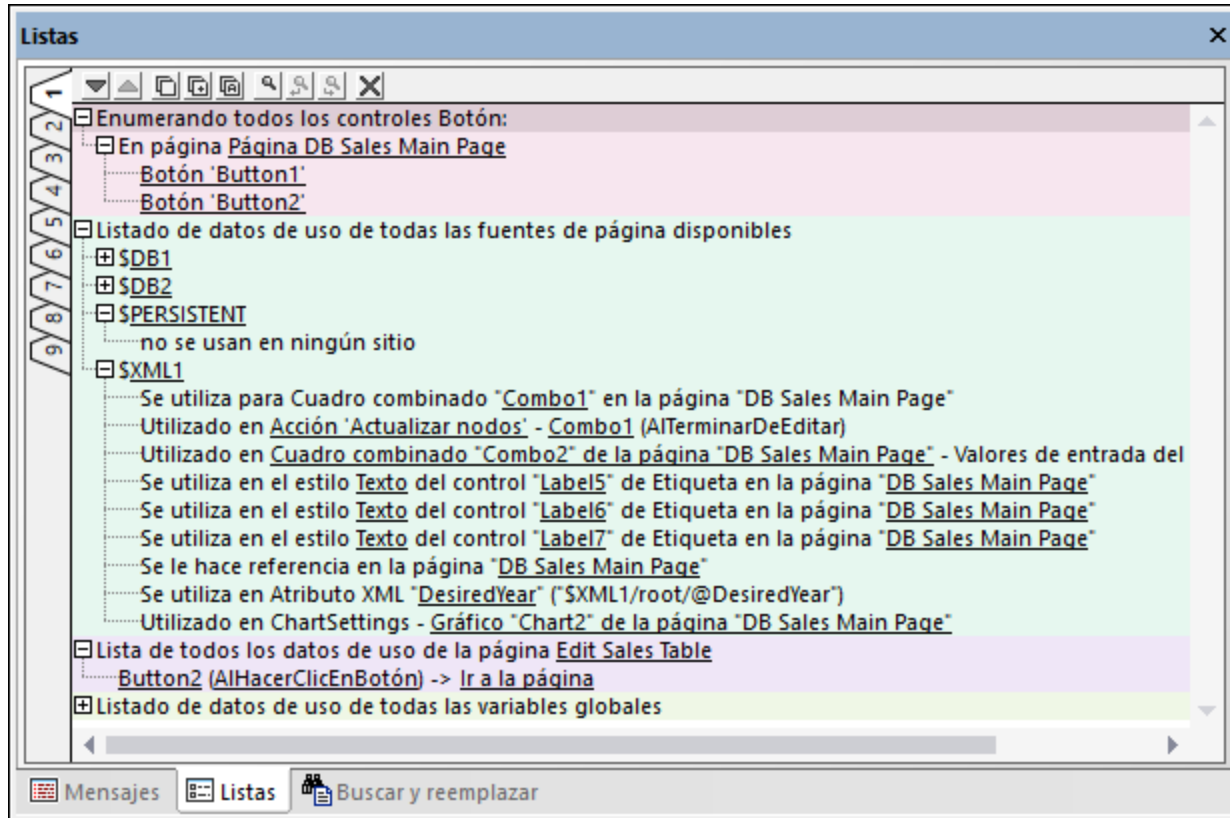 Listas
1
2
3
4
5
6
7
8
9
Enumerando todos los controles Botón:
En página Página DB Sales Main Page
Botón 'Button1'
Botón 'Button2'
Listado de datos de uso de todas las fuentes de página disponibles
$DB1
$DB2
$PERSISTENT
no se usan en ningún sitio
$XML1
Se utiliza para Cuadro combinado "Combo1" en la página "DB Sales Main Page"
Utilizado en Acción 'Actualizar nodos' - Combo1 (AlTerminarDeEditar)
Utilizado en Cuadro combinado "Combo2" de la página "DB Sales Main Page" - Valores de entrada del
Se utiliza en el estilo Texto del control "Label5" de Etiqueta en la página "DB Sales Main Page"
Se utiliza en el estilo Texto del control "Label6" de Etiqueta en la página "DB Sales Main Page"
Se utiliza en el estilo Texto del control "Label7" de Etiqueta en la página "DB Sales Main Page"
Se le hace referencia en la página "DB Sales Main Page"
Se utiliza en Atributo XML "DesiredYear" ("$XML1/root/@DesiredYear")
Utilizado en ChartSettings - Gráfico "Chart2" de la página "DB Sales Main Page"
Lista de todos los datos de uso de la página Edit Sales Table
Button2 (AlHacerClicEnBotón) -> Ir a la página
Listado de datos de uso de todas las variables globales
Mensajes Listas Buscar y reemplazar